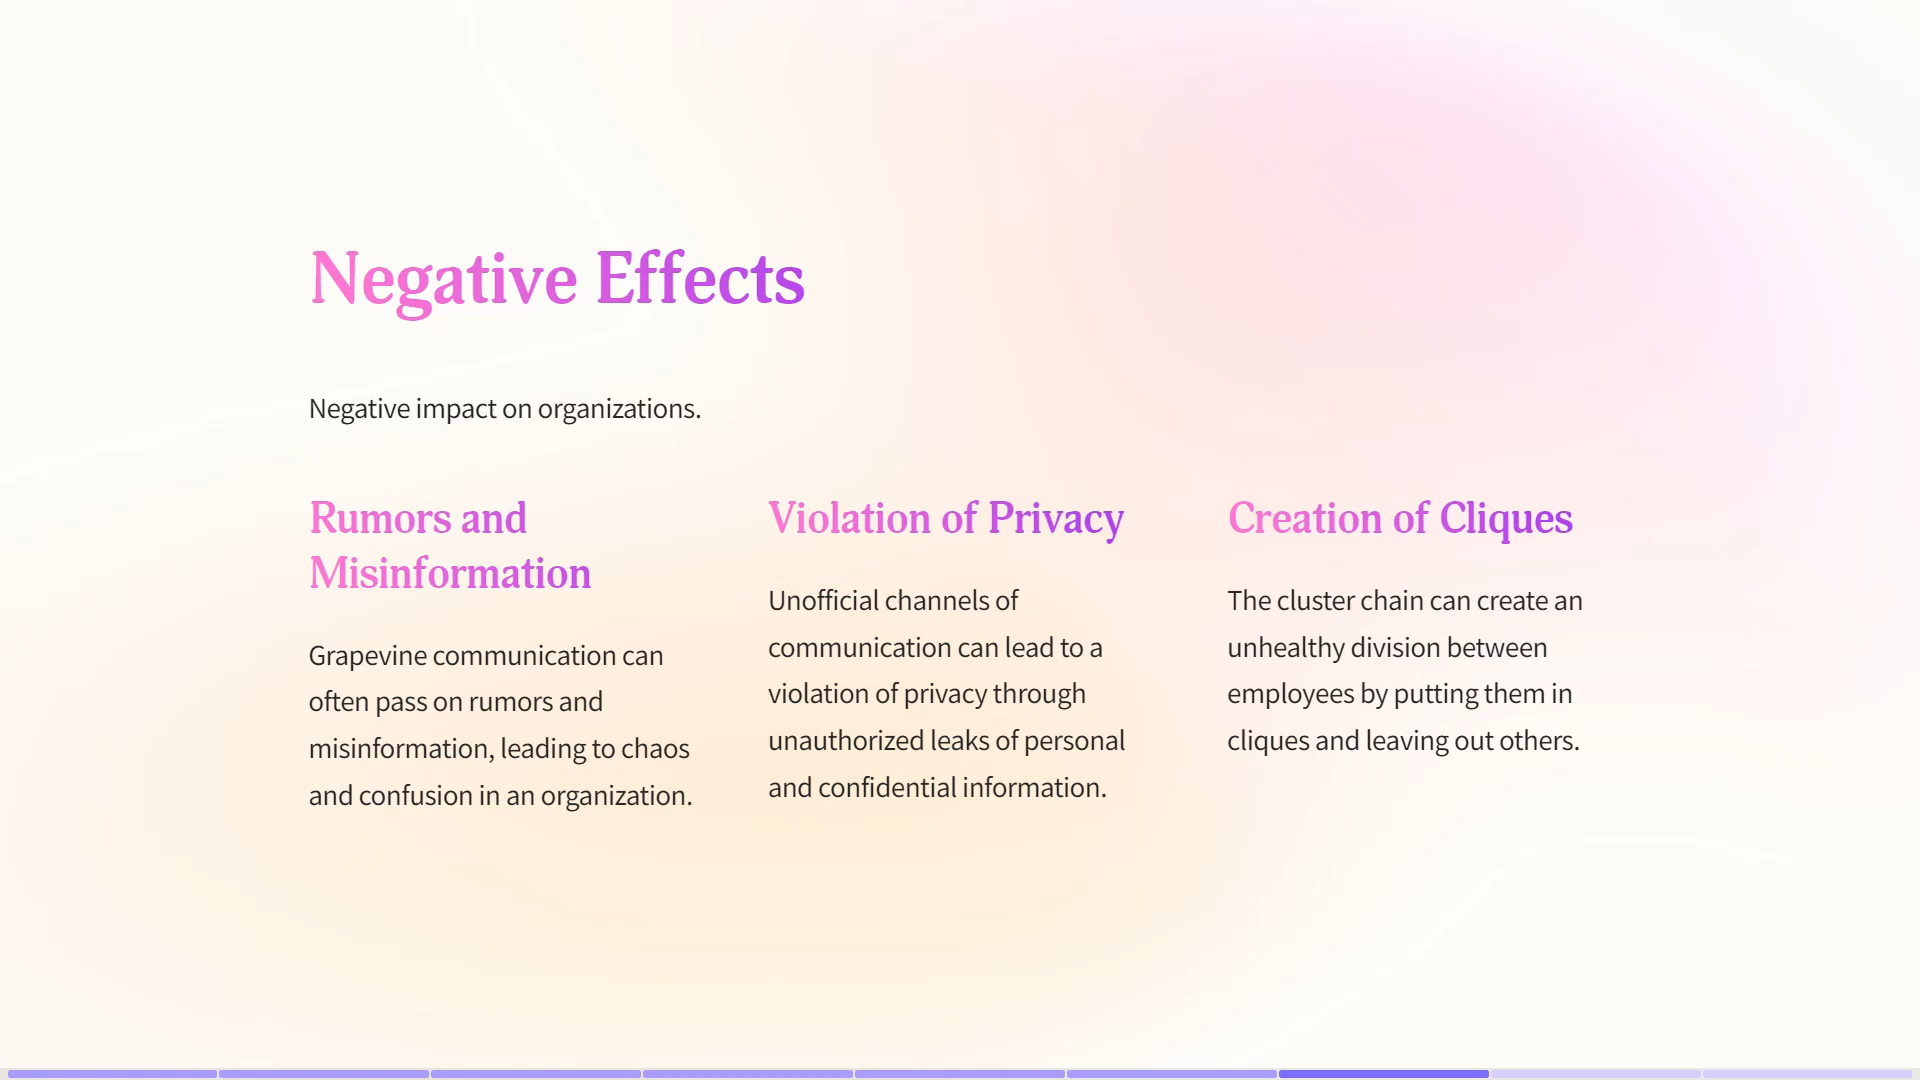 Negative Effects
Negative impact on organizations.
Rumors and
Misinformation
Grapevine communication can
often pass on rumors and
misinformation, leading to chaos
and confusion in an organization.
Violation of Privacy
Unofficial channels of
communication can lead to a
violation of privacy through
unauthorized leaks of personal
and confidential information.
Creation of Cliques
The cluster chain can create an
unhealthy division between
employees by putting them in
cliques and leaving out others.